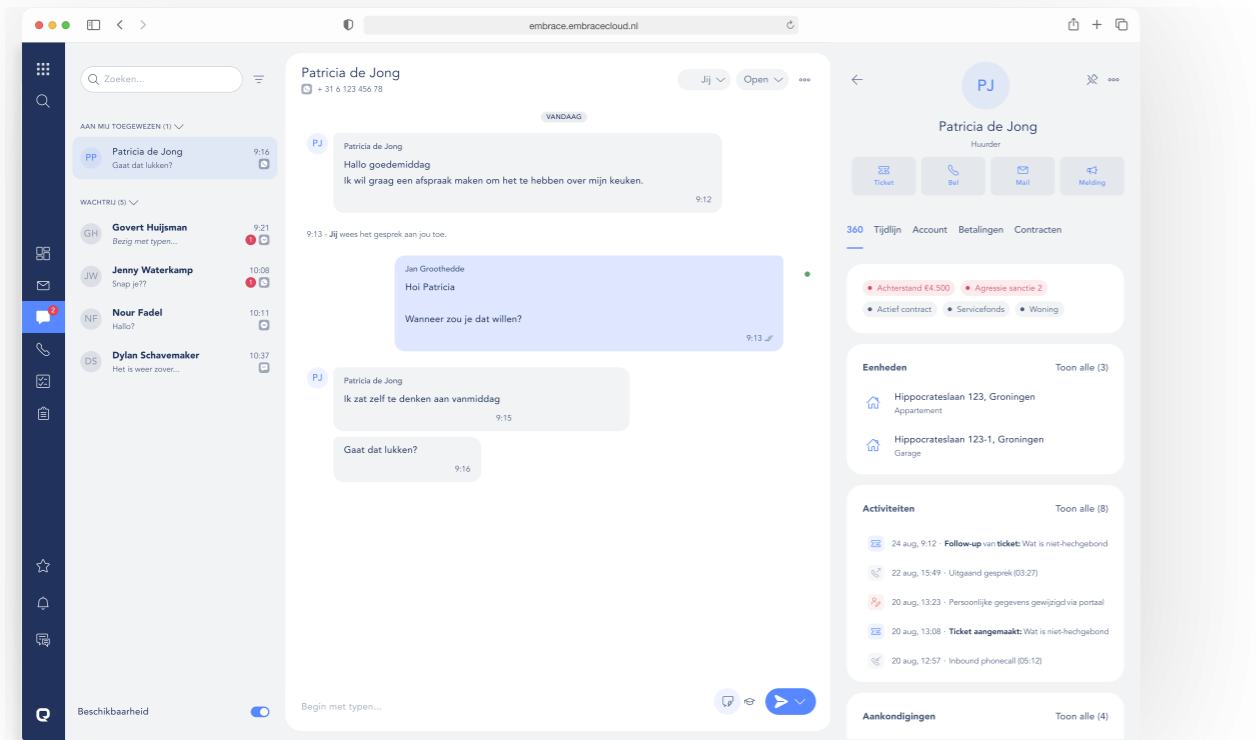 embrace.embracecloud.nl
Zoeken...
AAN MIJ TOEGEWEZEN (1)
PP
Patricia de Jong
9:16
Gaat dat lukken?
WACHTRIJ (5)
GH
Govert Huijsman
9:21
Bezig met typen...
1
JW
Jenny Waterkamp
10:08
Snap je??
1
NF
Nour Fadel
10:11
Hallo?
DS
Dylan Schavemaker
10:37
Het is weer zover...
2
Beschikbaarheid
Patricia de Jong
+ 31 6 123 456 78
Jij
Open
VANDAAG
PJ
Patricia de Jong
Hallo goedemiddag
Ik wil graag een afspraak maken om het te hebben over mijn keuken.
9:12
9:13 - Jij wees het gesprek aan jou toe.
Jan Groothedde
Hoi Patricia
Wanneer zou je dat willen?
9:13
PJ
Patricia de Jong
Ik zat zelf te denken aan vanmiddag
9:15
Gaat dat lukken?
9:16
Begin met typen...
PJ
Patricia de Jong
Huurder
Ticket
Bel
Mail
Melding
360 Tijdlijn Account Betalingen Contracten
Achterstand €4.500
Agressie sanctie 2
Actief contract
Servicefonds
Woning
Eenheden
Toon alle (3)
Hippocrateslaan 123, Groningen
Appartement
Hippocrateslaan 123-1, Groningen
Garage
Activiteiten
Toon alle (8)
24 aug, 9:12 · Follow-up van ticket: Wat is niet-hechgebond
22 aug, 15:49 · Uitgaand gesprek (03:27)
20 aug, 13:23 · Persoonlijke gegevens gewijzigd via portaal
20 aug, 13:08 · Ticket aangemaakt: Wat is niet-hechgebond
20 aug, 12:57 · Inbound phonecall (05:12)
Aankondigingen
Toon alle (4)